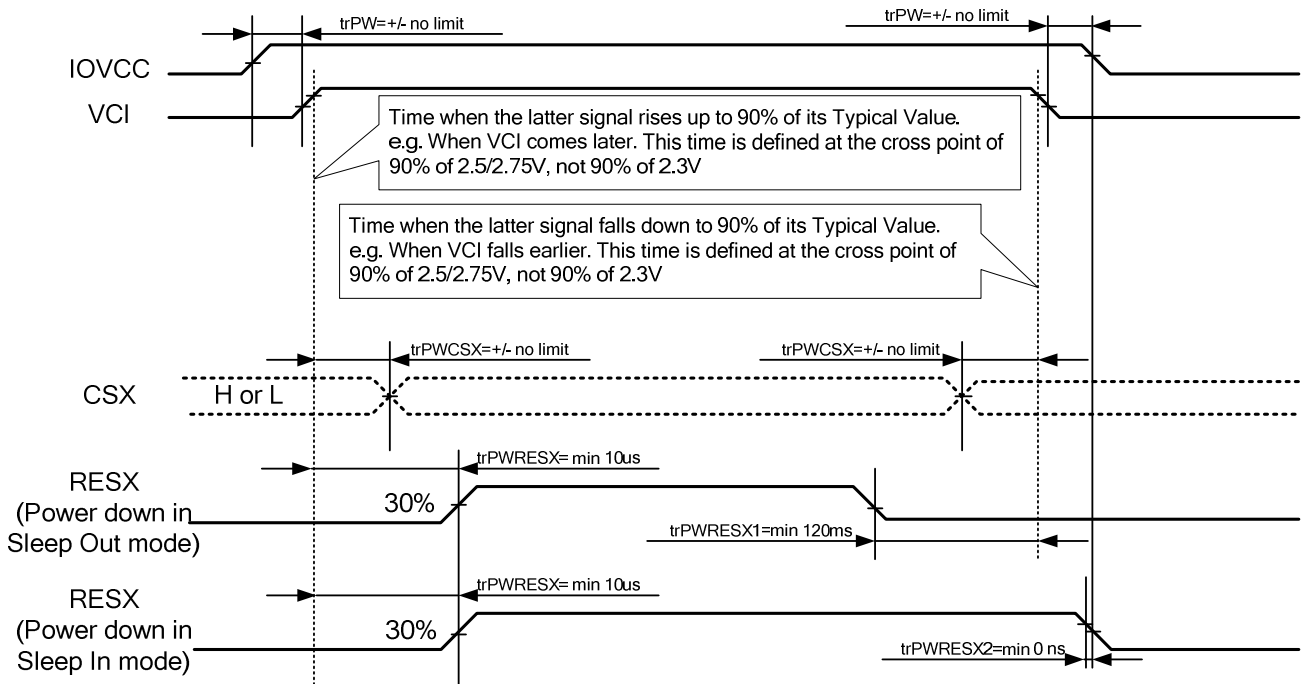 trPW=+/- no limit
trPW=+/- no limit
IOVCC
VCI
Time when the latter signal rises up to 90% of its Typical Value.
e.g. When VCI comes later. This time is defined at the cross point of
90% of 2.5/2.75V, not 90% of 2.3V
Time when the latter signal falls down to 90% of its Typical Value.
e.g. When VCI falls earlier. This time is defined at the cross point of
90% of 2.5/2.75V, not 90% of 2.3V
trPWCSX=+/- no limit
trPWCSX=+/- no limit
CSX
H or L
trPWRESX= min 10us
RESX
(Power down in
Sleep Out mode)
30%
trPWRESX1=min 120ms
trPWRESX= min 10us
RESX
(Power down in
Sleep In mode)
30%
trPWRESX2=min 0 ns